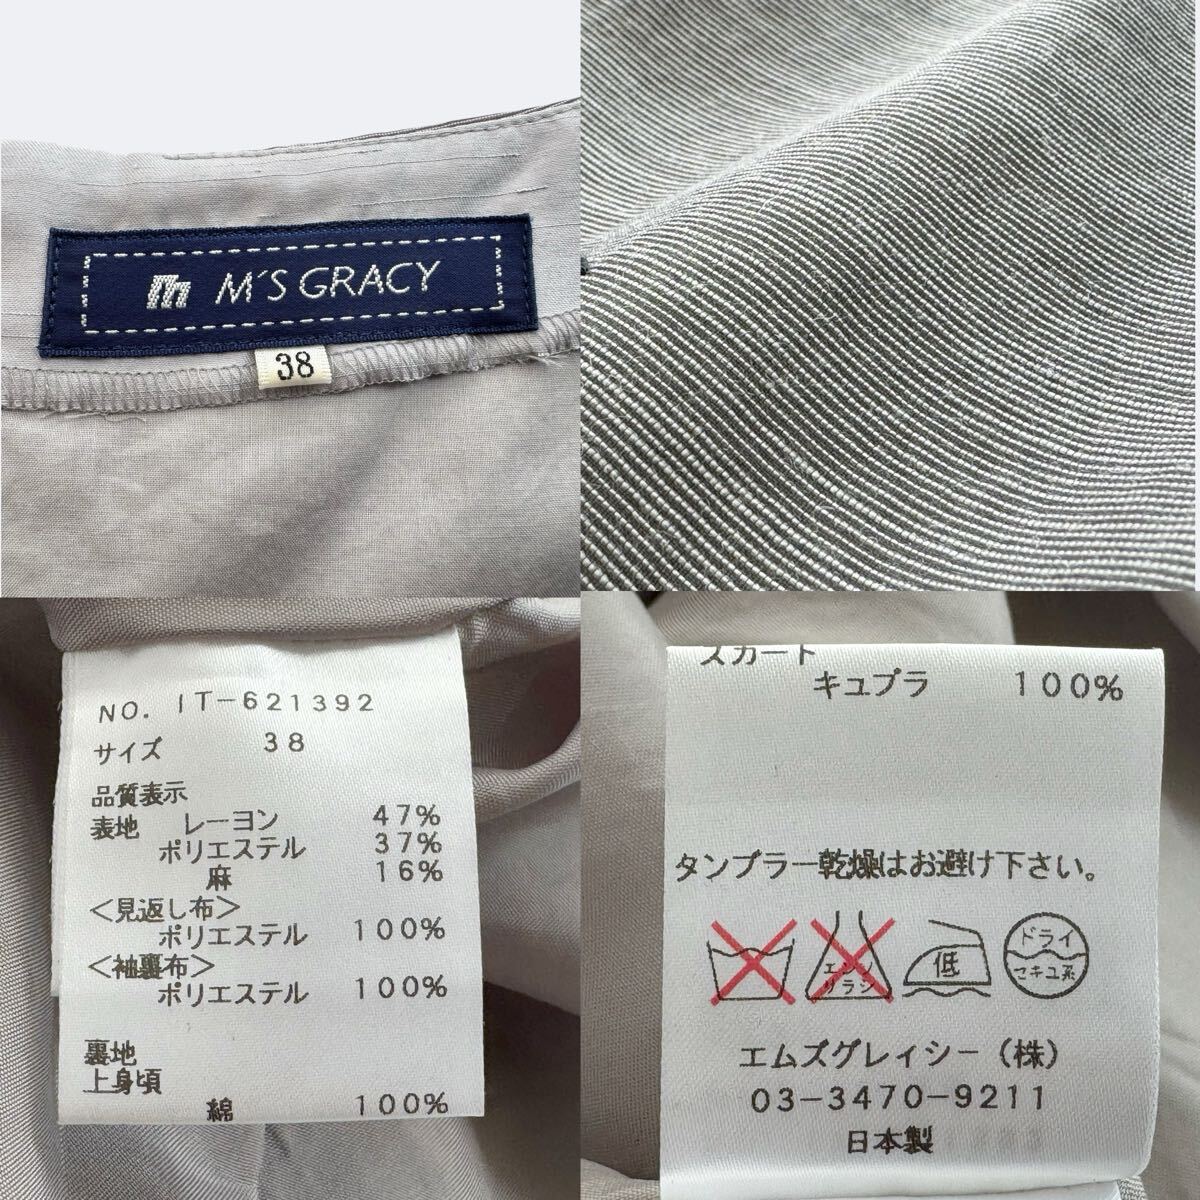 M'S GRACY
38
NO. IT-621392
サイズ 38
品質表示
表地 レーヨン 47%
ポリエステル 37%
麻 16%
<見返し布>
ポリエステル 100%
<袖裏布>
ポリエステル 100%
裏地
上身頃
綿 100%
スカート
キュプラ 100%
タンブラー乾燥はお避け下さい。
エンソ
リラシ
低
ドライ
セキユ系
エムズグレイシー(株)
03-3470-9211
日本製